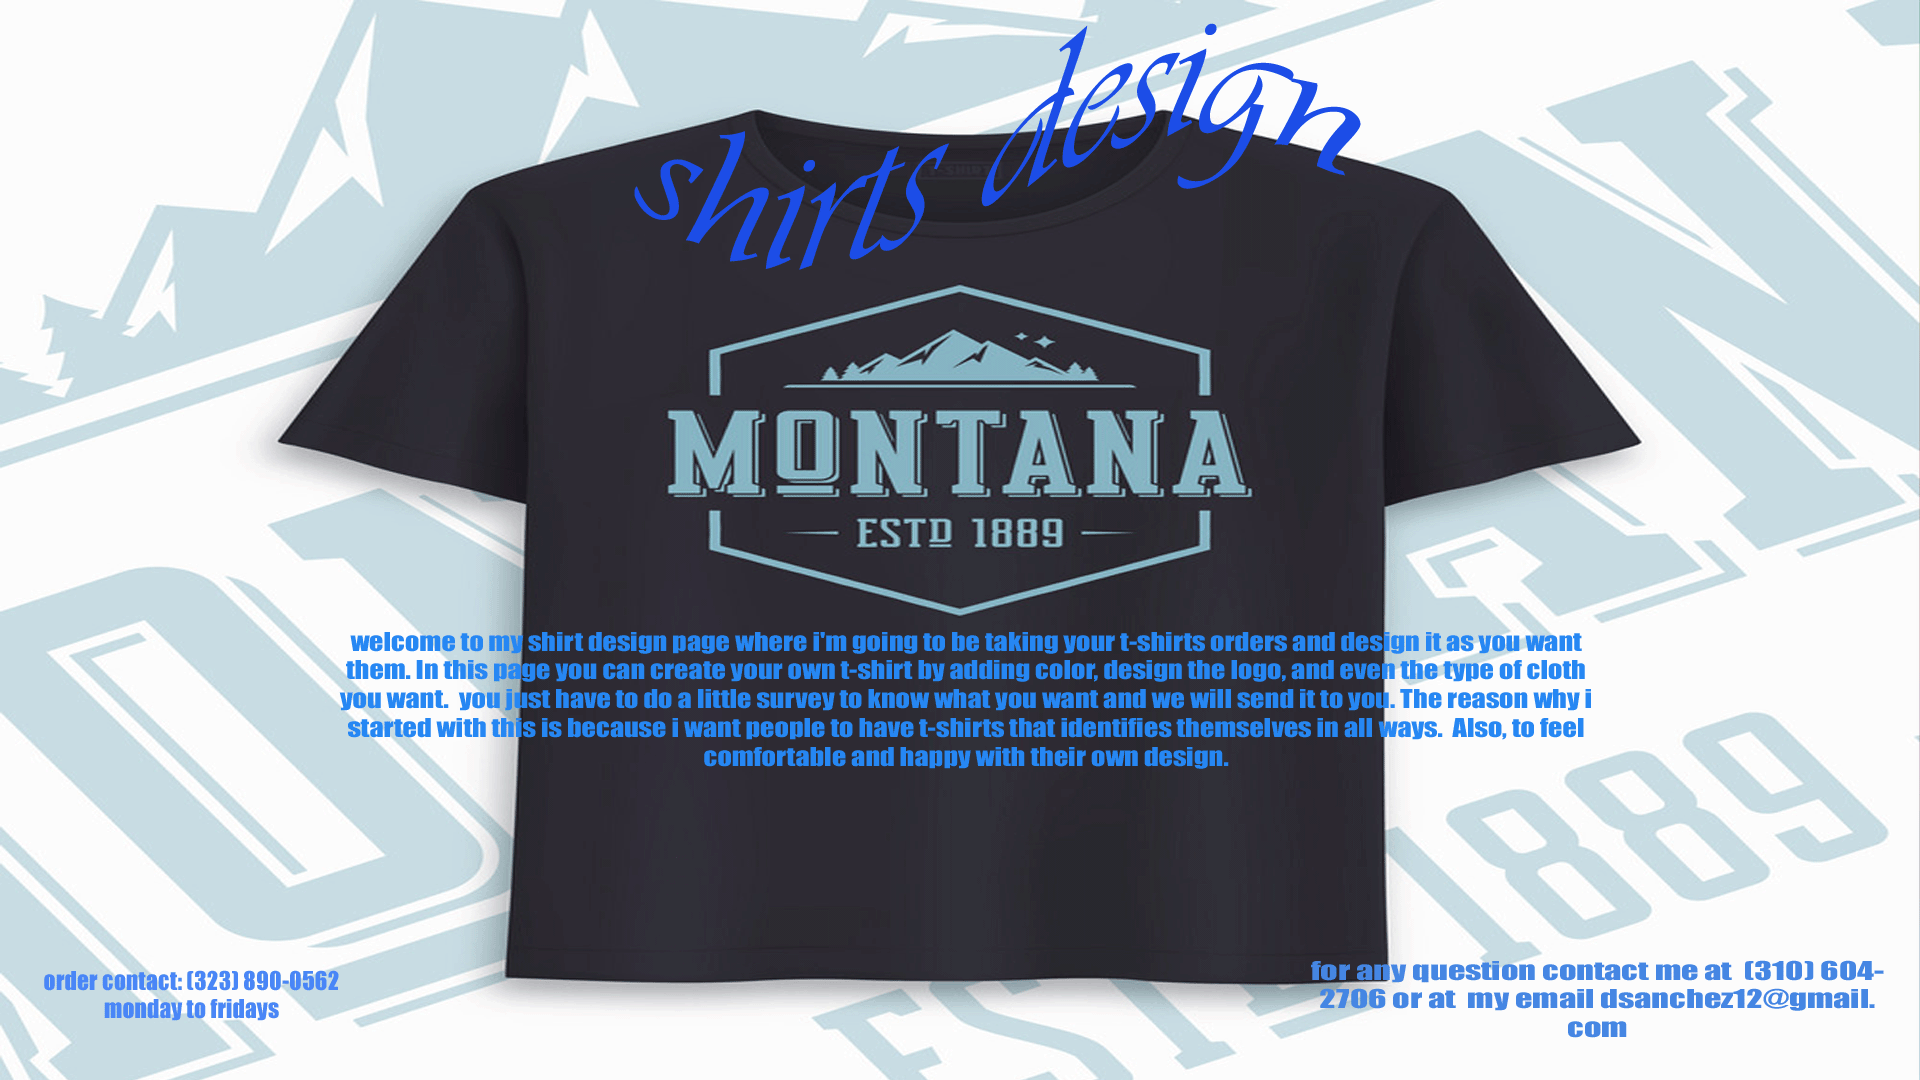 shirts design
MONTANA
ESTD 1889
welcome to my shirt design page where i'm going to be taking your t-shirts orders and design it as you want
them. In this page you can create your own t-shirt by adding color, design the logo, and even the type of cloth
you want.  you just have to do a little survey to know what you want and we will send it to you. The reason why i
started with this is because i want people to have t-shirts that identifies themselves in all ways.  Also, to feel
comfortable and happy with their own design.
order contact: (323) 890-0562
monday to fridays
for any question contact me at  (310) 604-
2706 or at  my email dsanchez12@gmail.
com